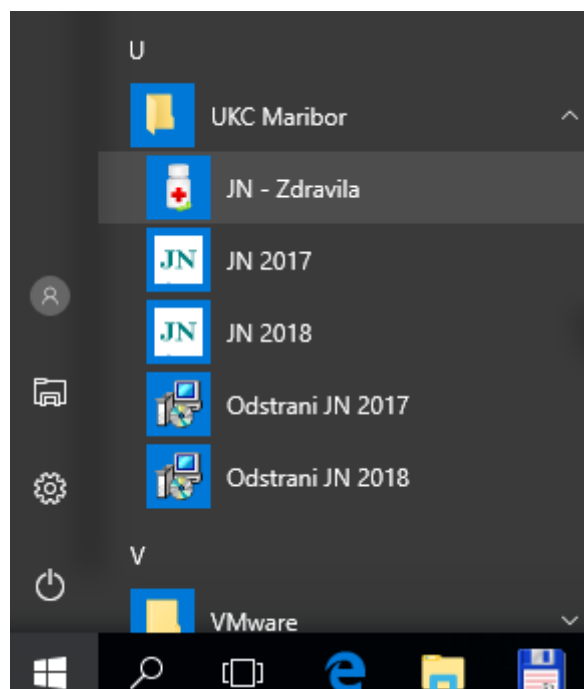 U
UKC Maribor
JN - Zdravila
JN JN 2017
JN JN 2018
Odstrani JN 2017
Odstrani JN 2018
V
VMware